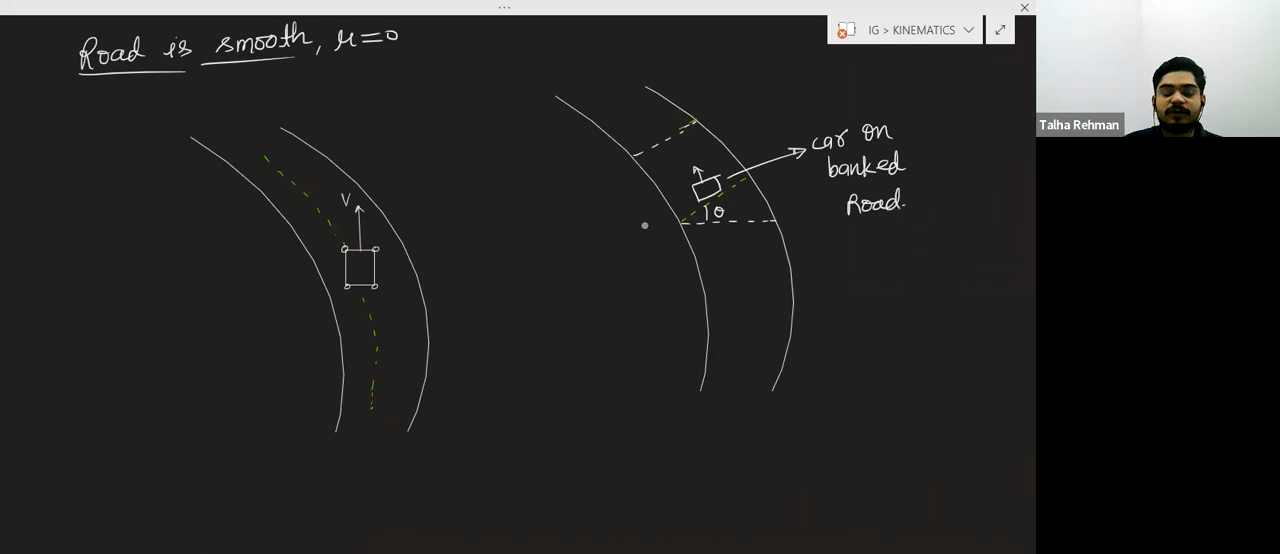 Road is smooth, μ=0
IG > KINEMATICS
Talha Rehman
car on
banked
Road.
V
θ